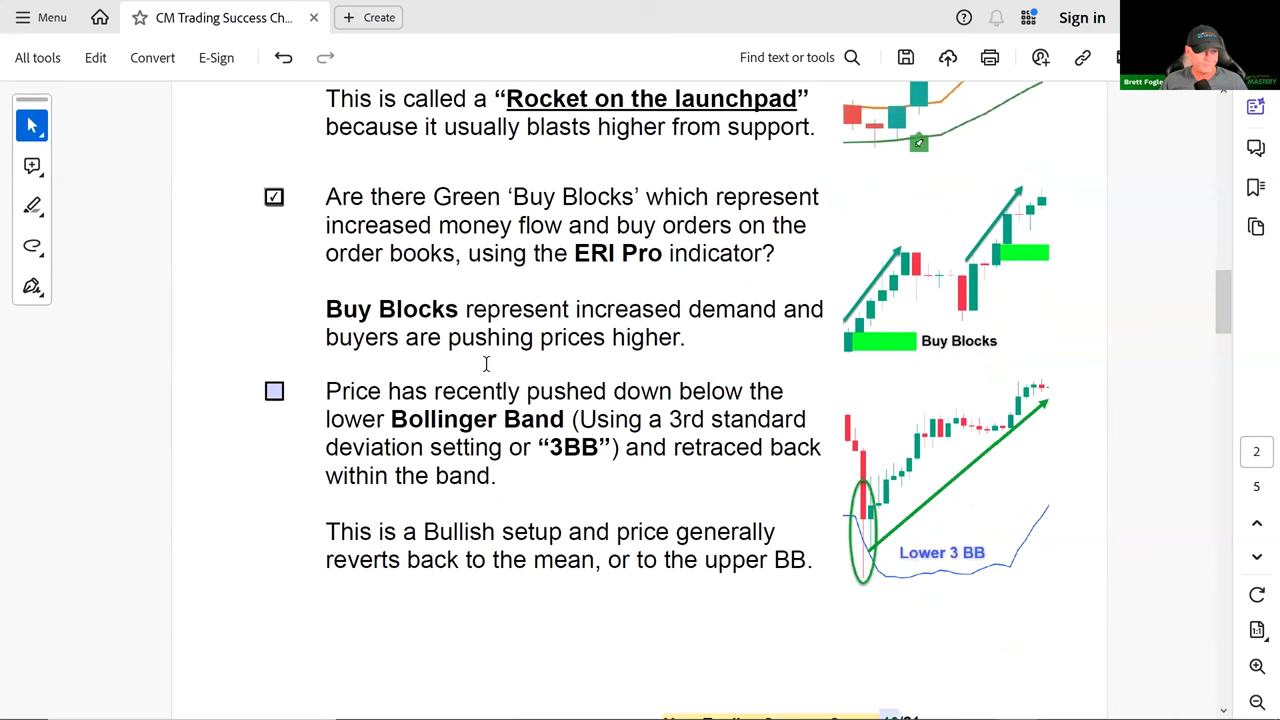 Menu
CM Trading Success Ch...
Create
Sign in
All tools
Edit
Convert
E-Sign
Find text or tools
Brett Fogle
MASTERY
This is called a “Rocket on the launchpad”
because it usually blasts higher from support.
Are there Green ‘Buy Blocks’ which represent
increased money flow and buy orders on the
order books, using the ERI Pro indicator?
Buy Blocks represent increased demand and
buyers are pushing prices higher.
Buy Blocks
Price has recently pushed down below the
lower Bollinger Band (Using a 3rd standard
deviation setting or “3BB”) and retraced back
within the band.
This is a Bullish setup and price generally
reverts back to the mean, or to the upper BB.
Lower 3 BB
2
5
1:1